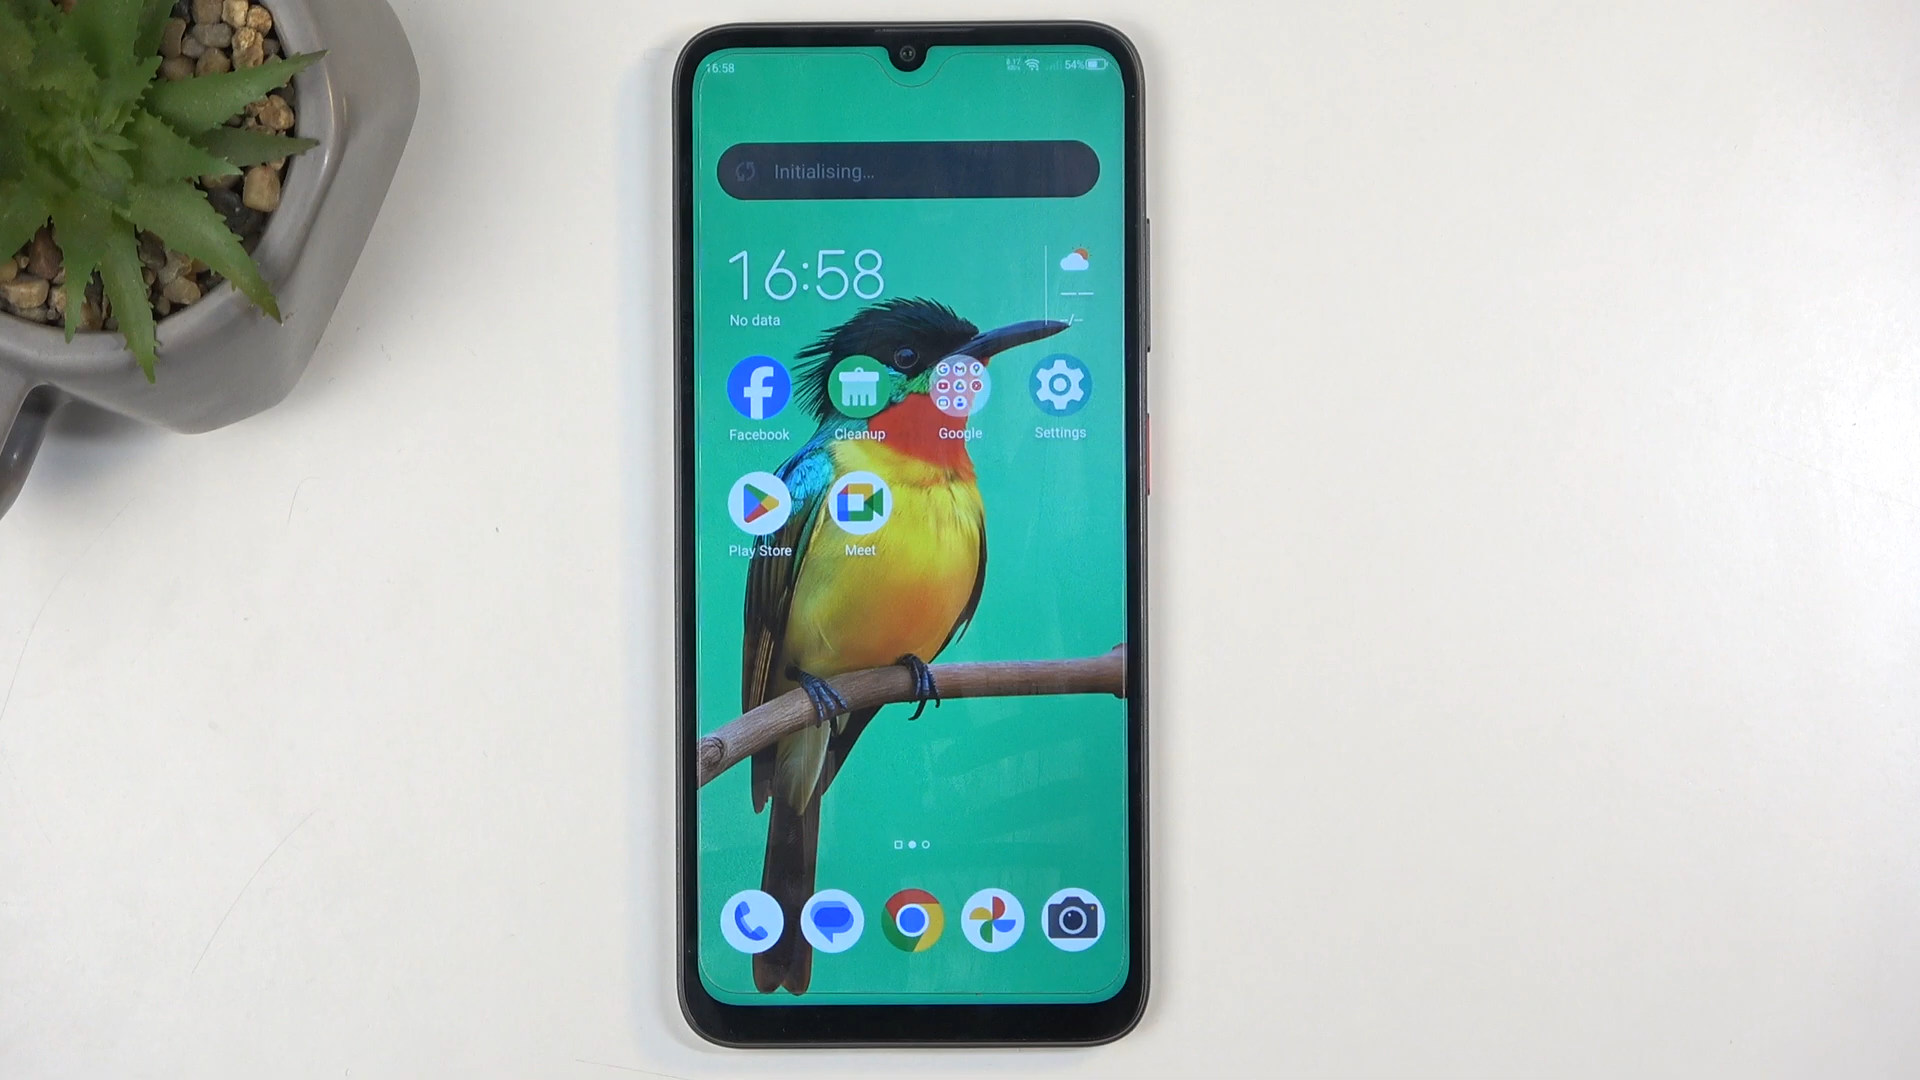 16:58
54%
Initialising...
16:58
No data
--/--
Facebook
Cleanup
Google
Settings
Play Store
Meet